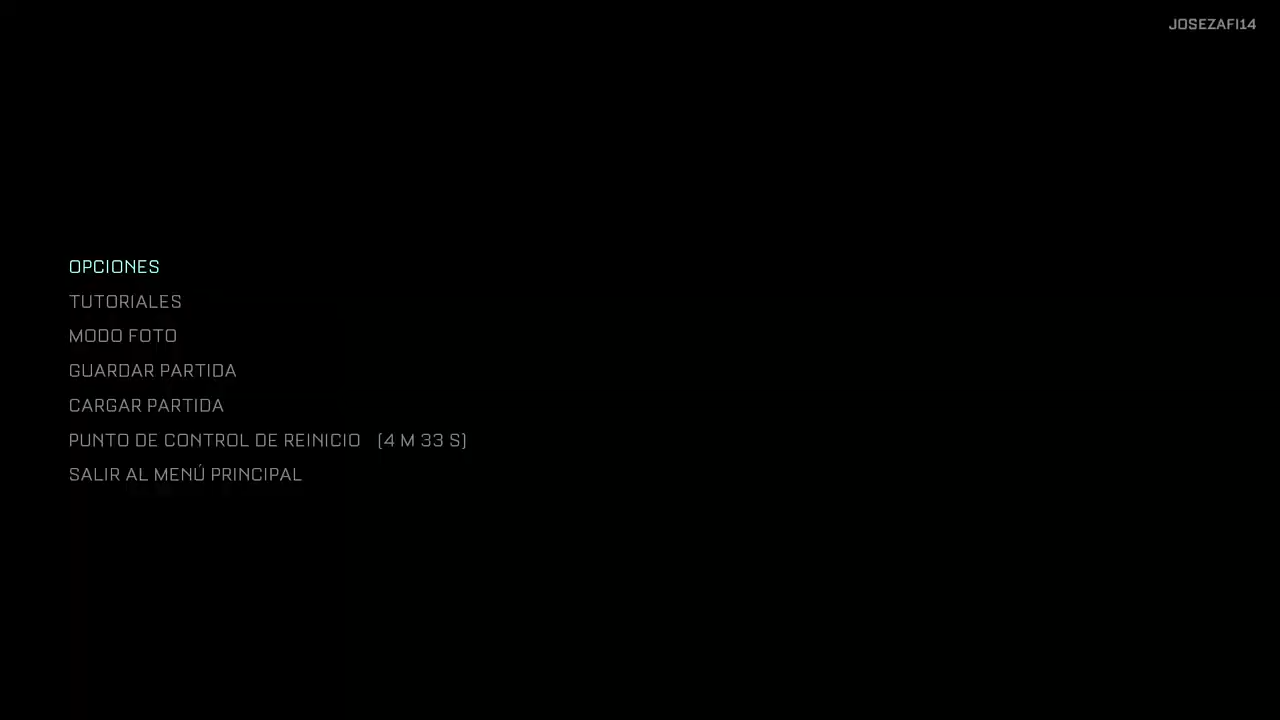 JOSEZAFI14
OPCIONES
TUTORIALES
MODO FOTO
GUARDAR PARTIDA
CARGAR PARTIDA
PUNTO DE CONTROL DE REINICIO (4 M 33 S)
SALIR AL MENÚ PRINCIPAL